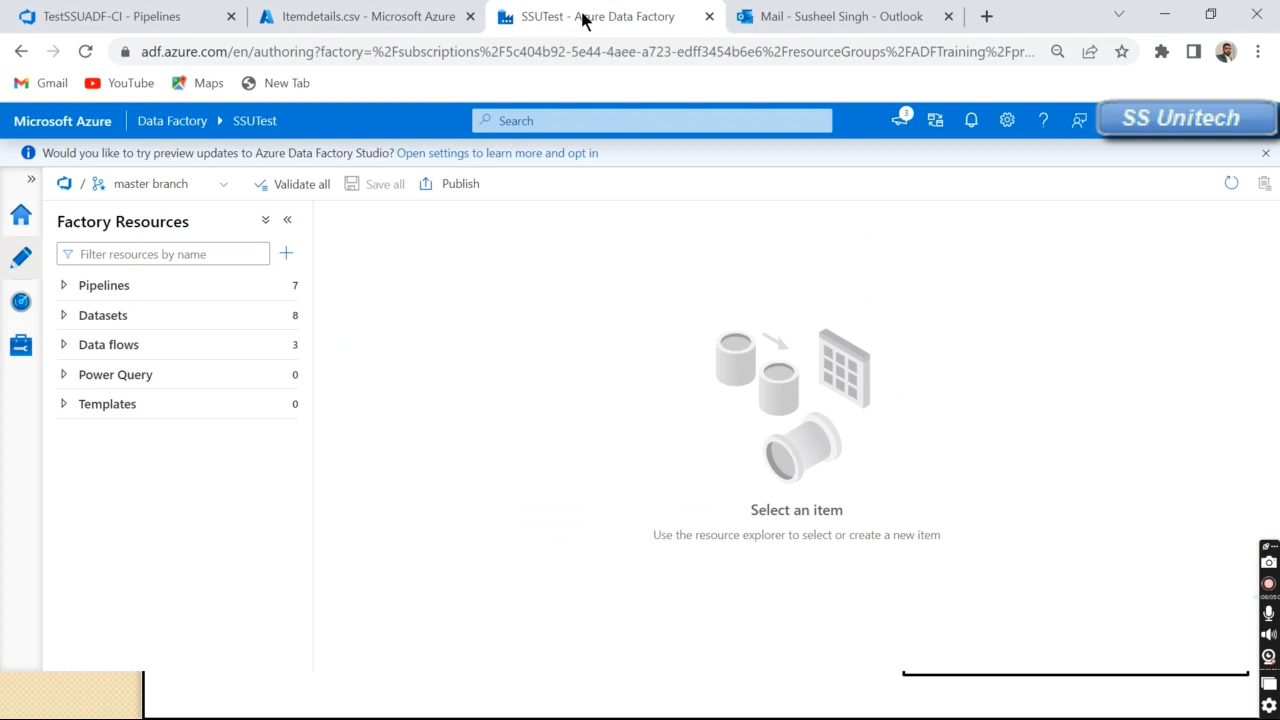 TestSSUADF-CI - Pipelines
Itemdetails.csv - Microsoft Azure
SSUTest - Azure Data Factory
Mail - Susheel Singh - Outlook
adf.azure.com/en/authoring?factory=%2Fsubscriptions%2F5c404b92-5e44-4aee-a723-edff3454b6e6%2FresourceGroups%2FADFTraining%2Fpr...
Gmail
YouTube
Maps
New Tab
Microsoft Azure
Data Factory
SSUTest
Search
3
SS Unitech
Would you like to try preview updates to Azure Data Factory Studio? Open settings to learn more and opt in
/ master branch
Validate all
Save all
Publish
Factory Resources
Filter resources by name
Pipelines 7
Datasets 8
Data flows 3
Power Query 0
Templates 0
Select an item
Use the resource explorer to select or create a new item